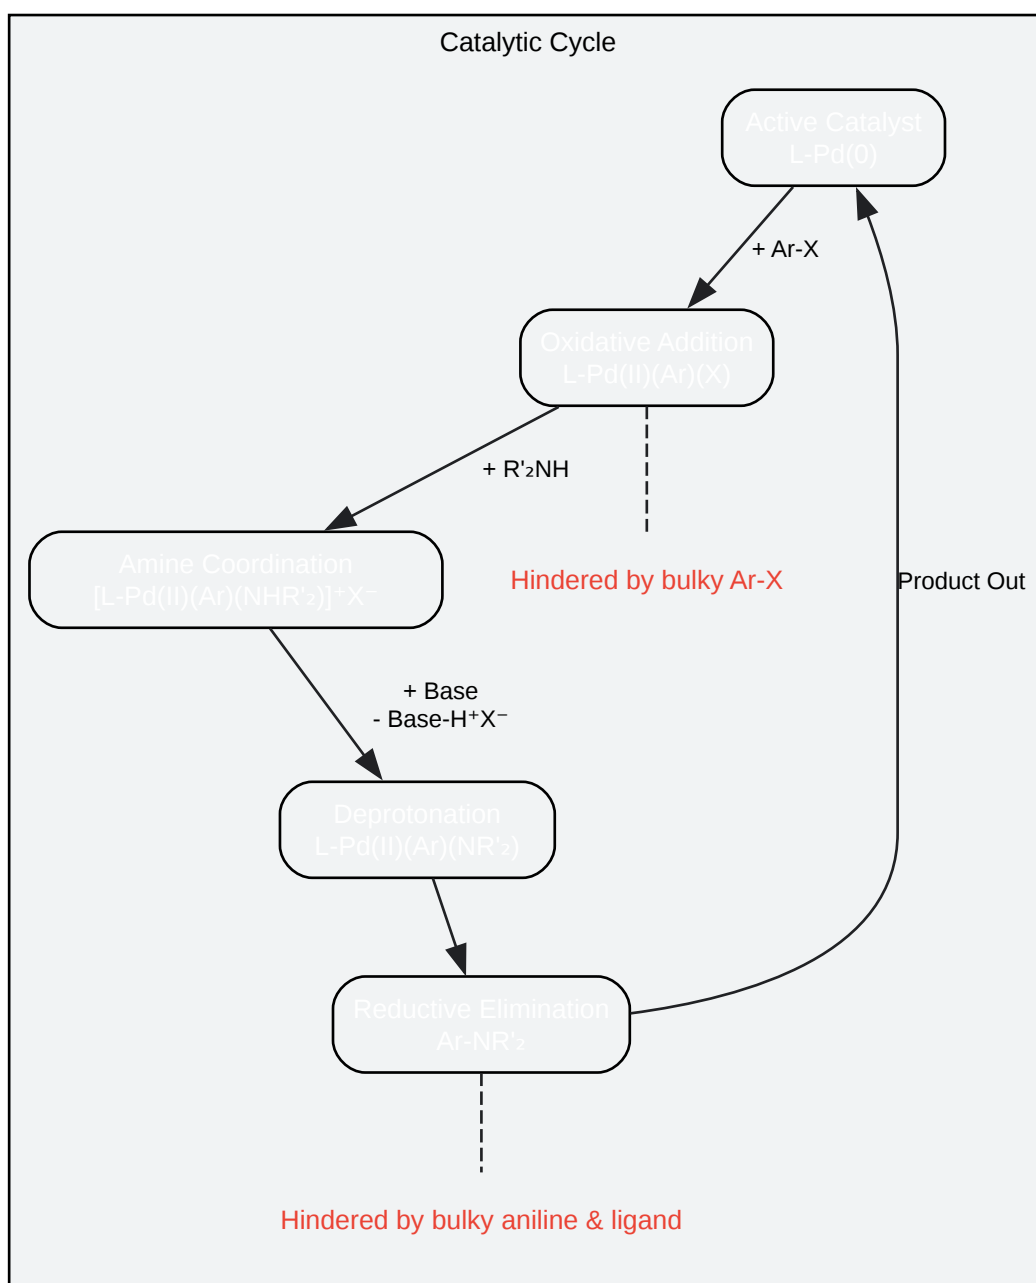 Catalytic Cycle
Active Catalyst
L-Pd(0)
+ Ar-X
Oxidative Addition
L-Pd(II)(Ar)(X)
+ R'₂NH
Amine Coordination
[L-Pd(II)(Ar)(NHR'₂)]⁺X⁻
Hindered by bulky Ar-X
Product Out
+ Base
- Base-H⁺X⁻
Deprotonation
L-Pd(II)(Ar)(NR'₂)
Reductive Elimination
Ar-NR'₂
Hindered by bulky aniline & ligand